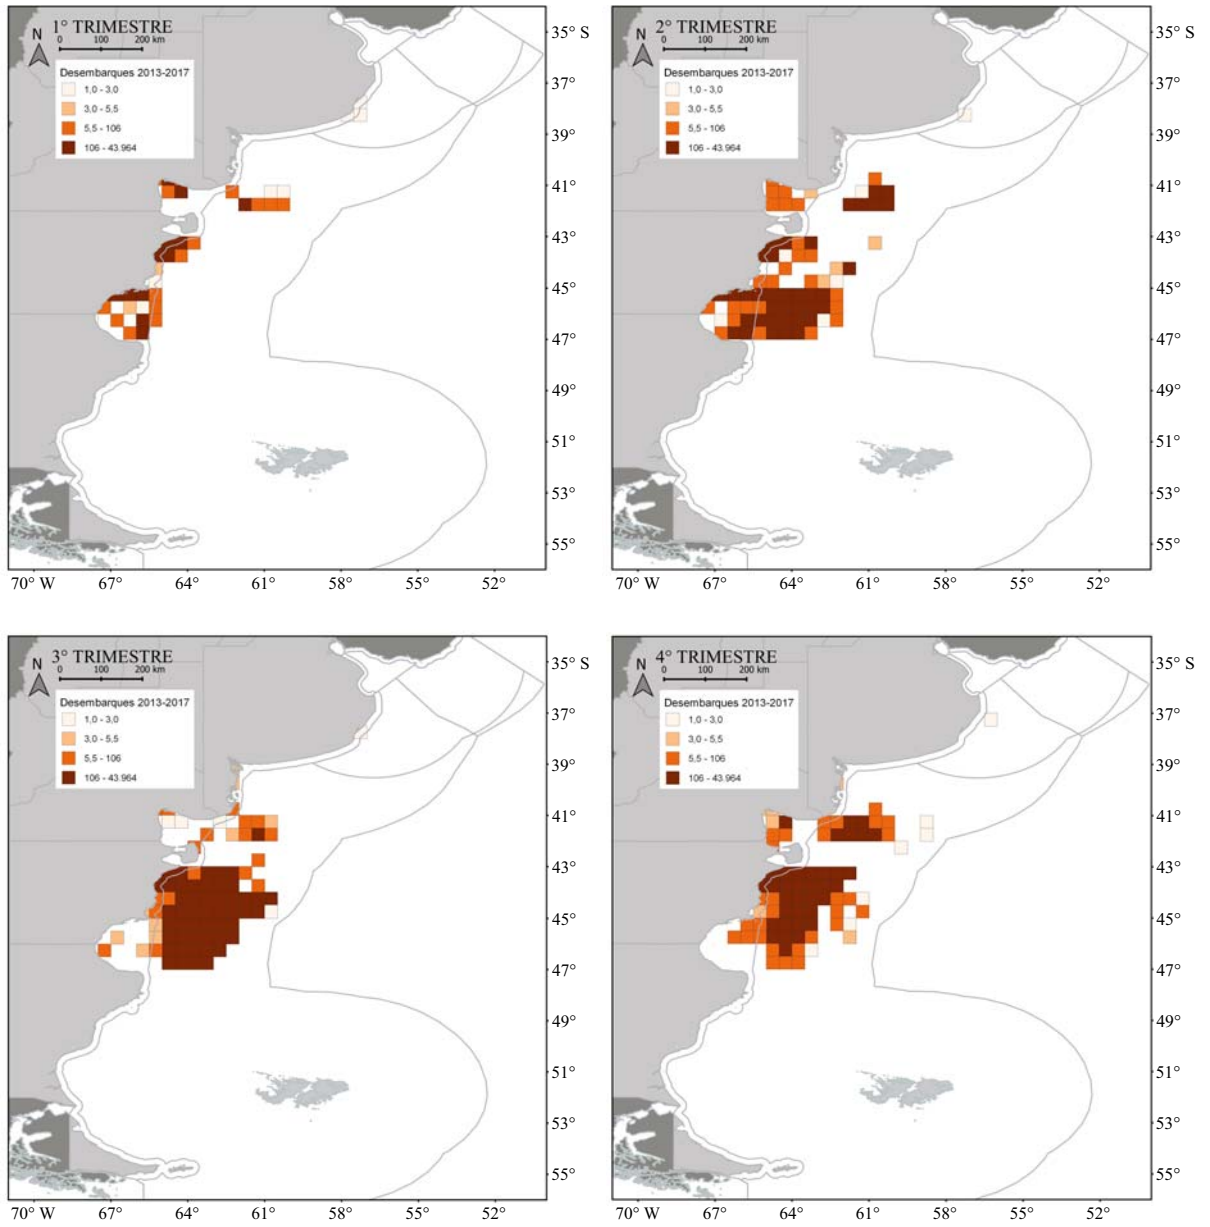 1° TRIMESTRE
N
0 100 200 km
Desembarques 2013-2017
1,0 - 3,0
3,0 - 5,5
5,5 - 106
106 - 43.964
35° S
37°
39°
41°
43°
45°
47°
49°
51°
53°
55°
70° W 67° 64° 61° 58° 55° 52°
2° TRIMESTRE
N
0 100 200 km
Desembarques 2013-2017
1,0 - 3,0
3,0 - 5,5
5,5 - 106
106 - 43.964
35° S
37°
39°
41°
43°
45°
47°
49°
51°
53°
55°
70° W 67° 64° 61° 58° 55° 52°
3° TRIMESTRE
N
0 100 200 km
Desembarques 2013-2017
1,0 - 3,0
3,0 - 5,5
5,5 - 106
106 - 43.964
35° S
37°
39°
41°
43°
45°
47°
49°
51°
53°
55°
70° W 67° 64° 61° 58° 55° 52°
4° TRIMESTRE
N
0 100 200 km
Desembarques 2013-2017
1,0 - 3,0
3,0 - 5,5
5,5 - 106
106 - 43.964
35° S
37°
39°
41°
43°
45°
47°
49°
51°
53°
55°
70° W 67° 64° 61° 58° 55° 52°